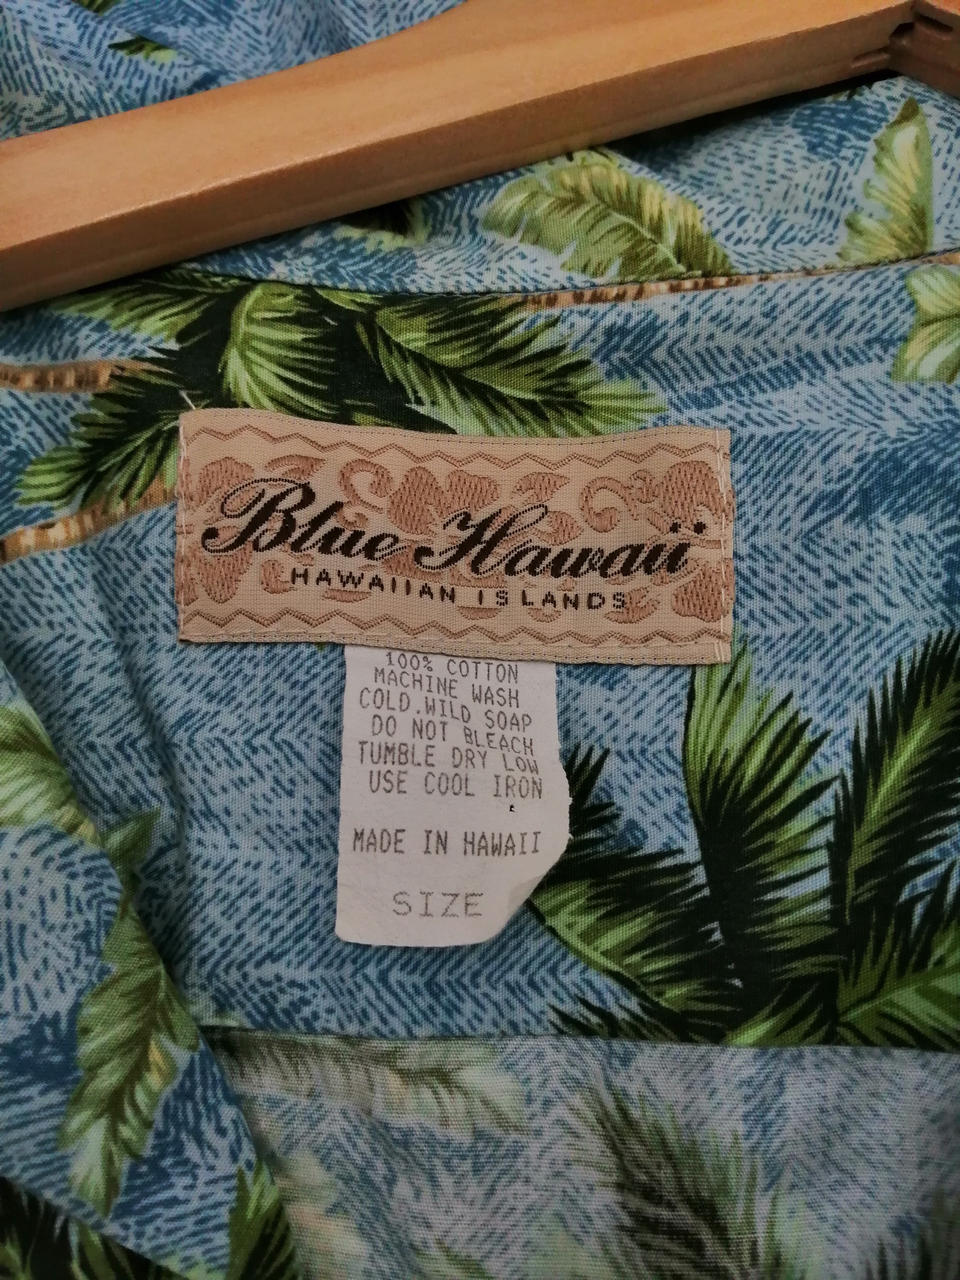 Blue Hawaii
HAWAIIAN ISLANDS
100% COTTON
MACHINE WASH
COLD.WILD SOAP
DO NOT BLEACH
TUMBLE DRY LOW
USE COOL IRON
MADE IN HAWAII
SIZE